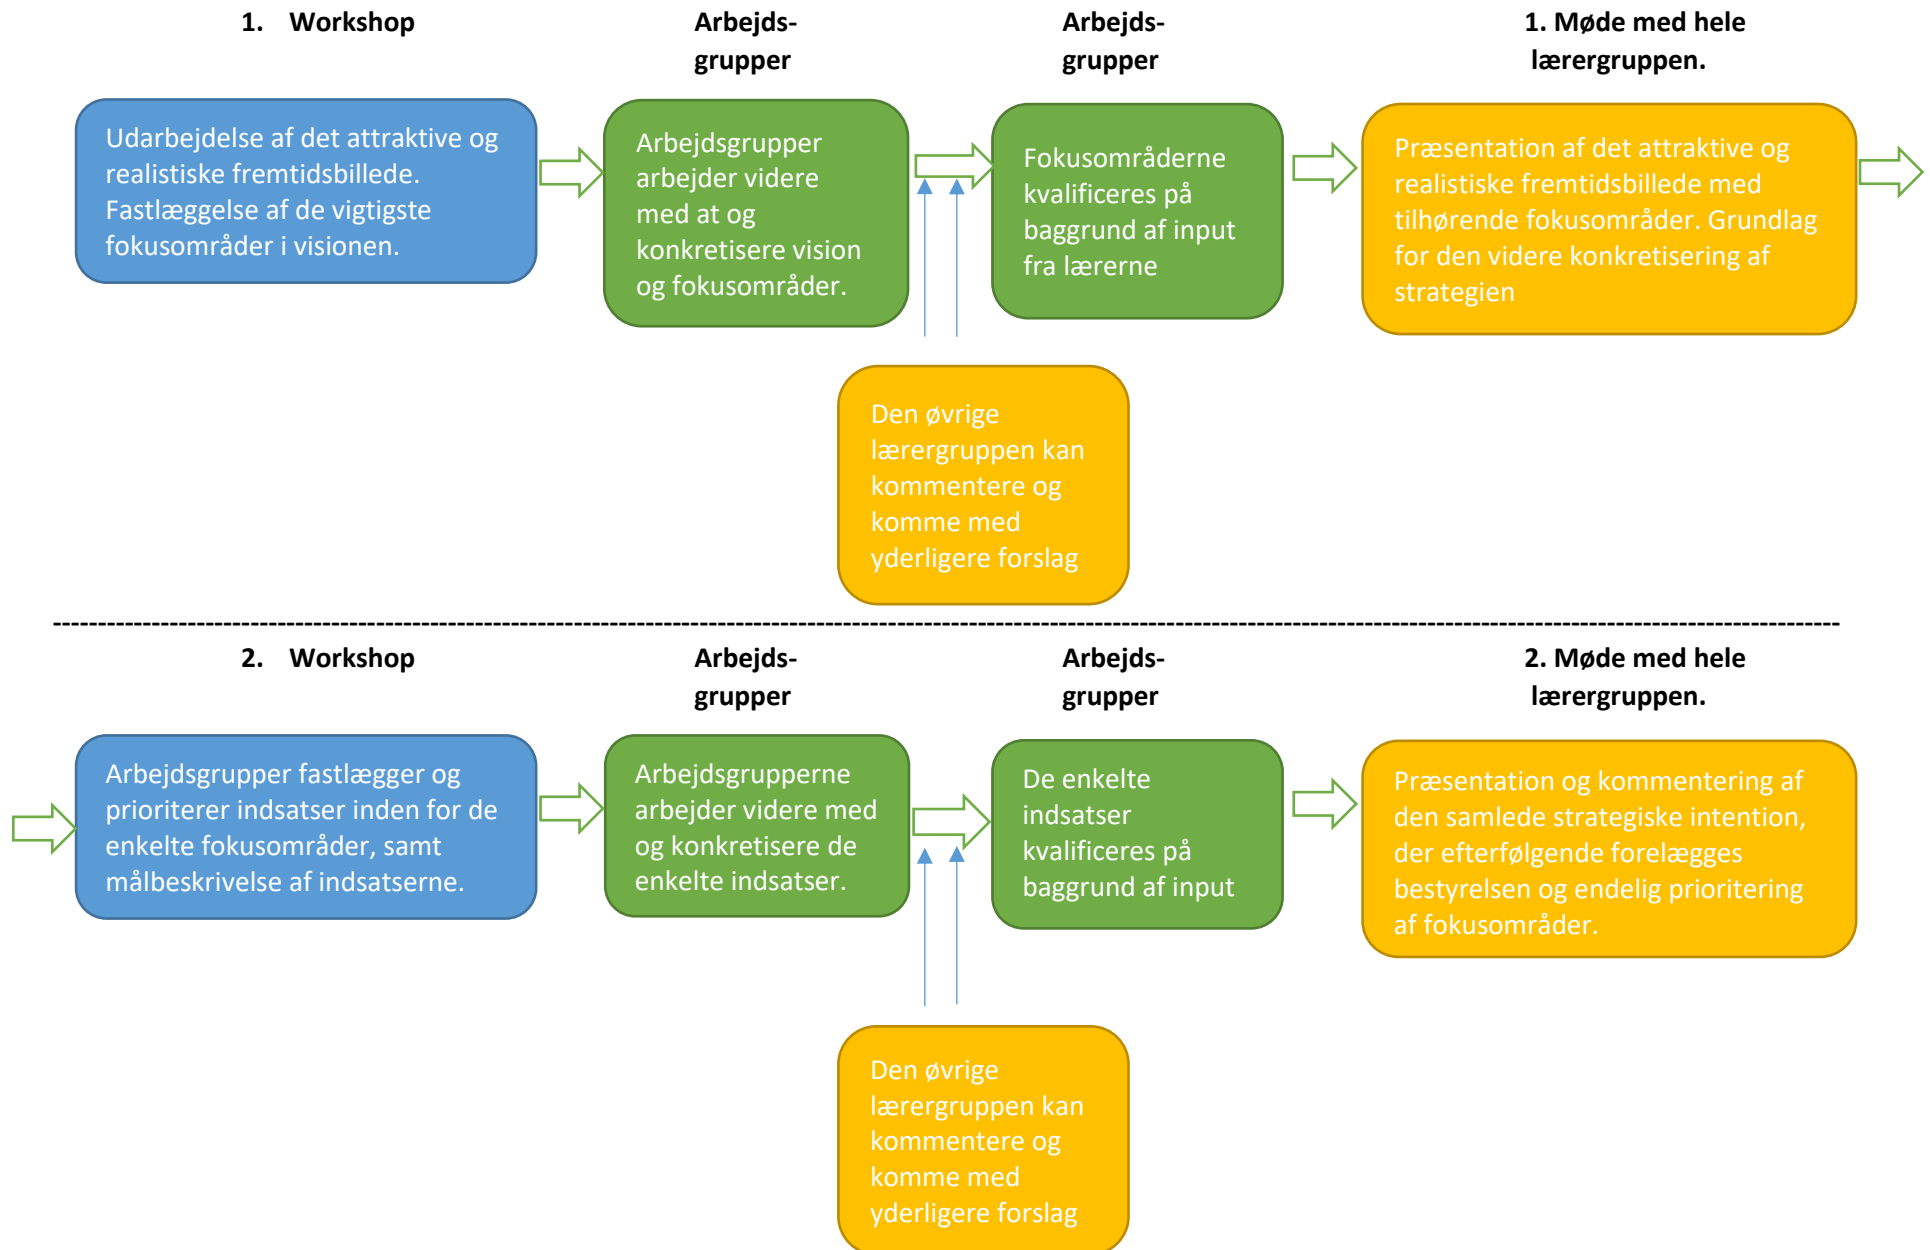 1. Workshop
Arbejds-
grupper
Arbejds-
grupper
1. Møde med hele
lærergruppen.
Udarbejdelse af det attraktive og
realistiske fremtidsbillede.
Fastlæggelse af de vigtigste
fokusområder i visionen.
Arbejdsgrupper
arbejder videre
med at og
konkretisere vision
og fokusområder.
Fokusområderne
kvalificeres på
baggrund af input
fra lærerne
Præsentation af det attraktive og
realistiske fremtidsbillede med
tilhørende fokusområder. Grundlag
for den videre konkretisering af
strategien
Den øvrige
lærergruppen kan
kommentere og
komme med
yderligere forslag
2. Workshop
Arbejds-
grupper
Arbejds-
grupper
2. Møde med hele
lærergruppen.
Arbejdsgrupper fastlægger og
prioriterer indsatser inden for de
enkelte fokusområder, samt
målbeskrivelse af indsatserne.
Arbejdsgrupperne
arbejder videre med
og konkretisere de
enkelte indsatser.
De enkelte
indsatser
kvalificeres på
baggrund af input
Præsentation og kommentering af
den samlede strategiske intention,
der efterfølgende forelægges
bestyrelsen og endelig prioritering
af fokusområder.
Den øvrige
lærergruppen kan
kommentere og
komme med
yderligere forslag